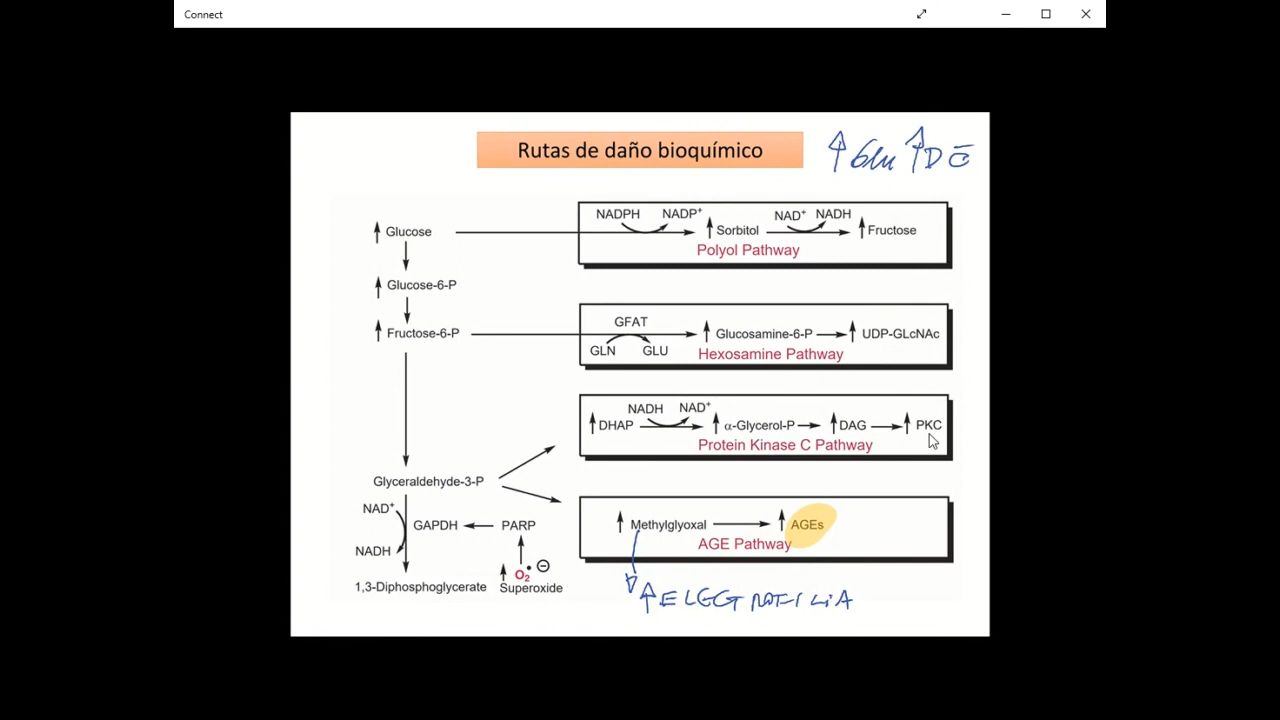 Connect
Rutas de daño bioquímico
↑ Glu ↑ D
NADPH NADP+ NAD+ NADH
↑ Glucose ↑ Sorbitol ↑ Fructose
Polyol Pathway
↑ Glucose-6-P
GFAT
↑ Fructose-6-P ↑ Glucosamine-6-P ↑ UDP-GLcNAc
GLN GLU Hexosamine Pathway
NADH NAD+
↑ DHAP ↑ α-Glycerol-P ↑ DAG ↑ PKC
Protein Kinase C Pathway
Glyceraldehyde-3-P
NAD+
GAPDH PARP ↑ Methylglyoxal ↑ AGEs
AGE Pathway
NADH
↑ O2
1,3-Diphosphoglycerate Superoxide